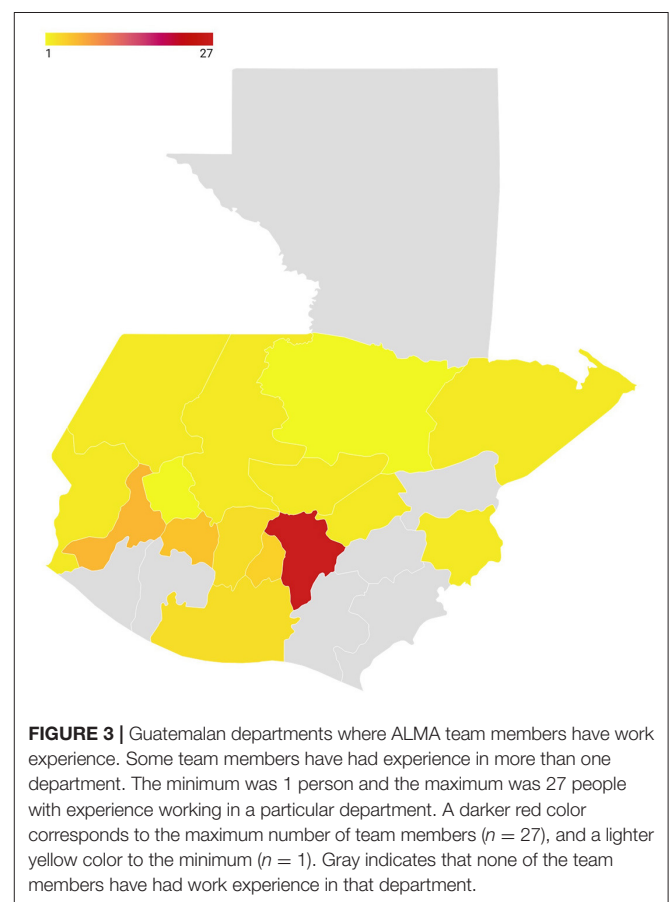 1 27
FIGURE 3 | Guatemalan departments where ALMA team members have work
experience. Some team members have had experience in more than one
department. The minimum was 1 person and the maximum was 27 people
with experience working in a particular department. A darker red color
corresponds to the maximum number of team members (n = 27), and a lighter
yellow color to the minimum (n = 1). Gray indicates that none of the team
members have had work experience in that department.